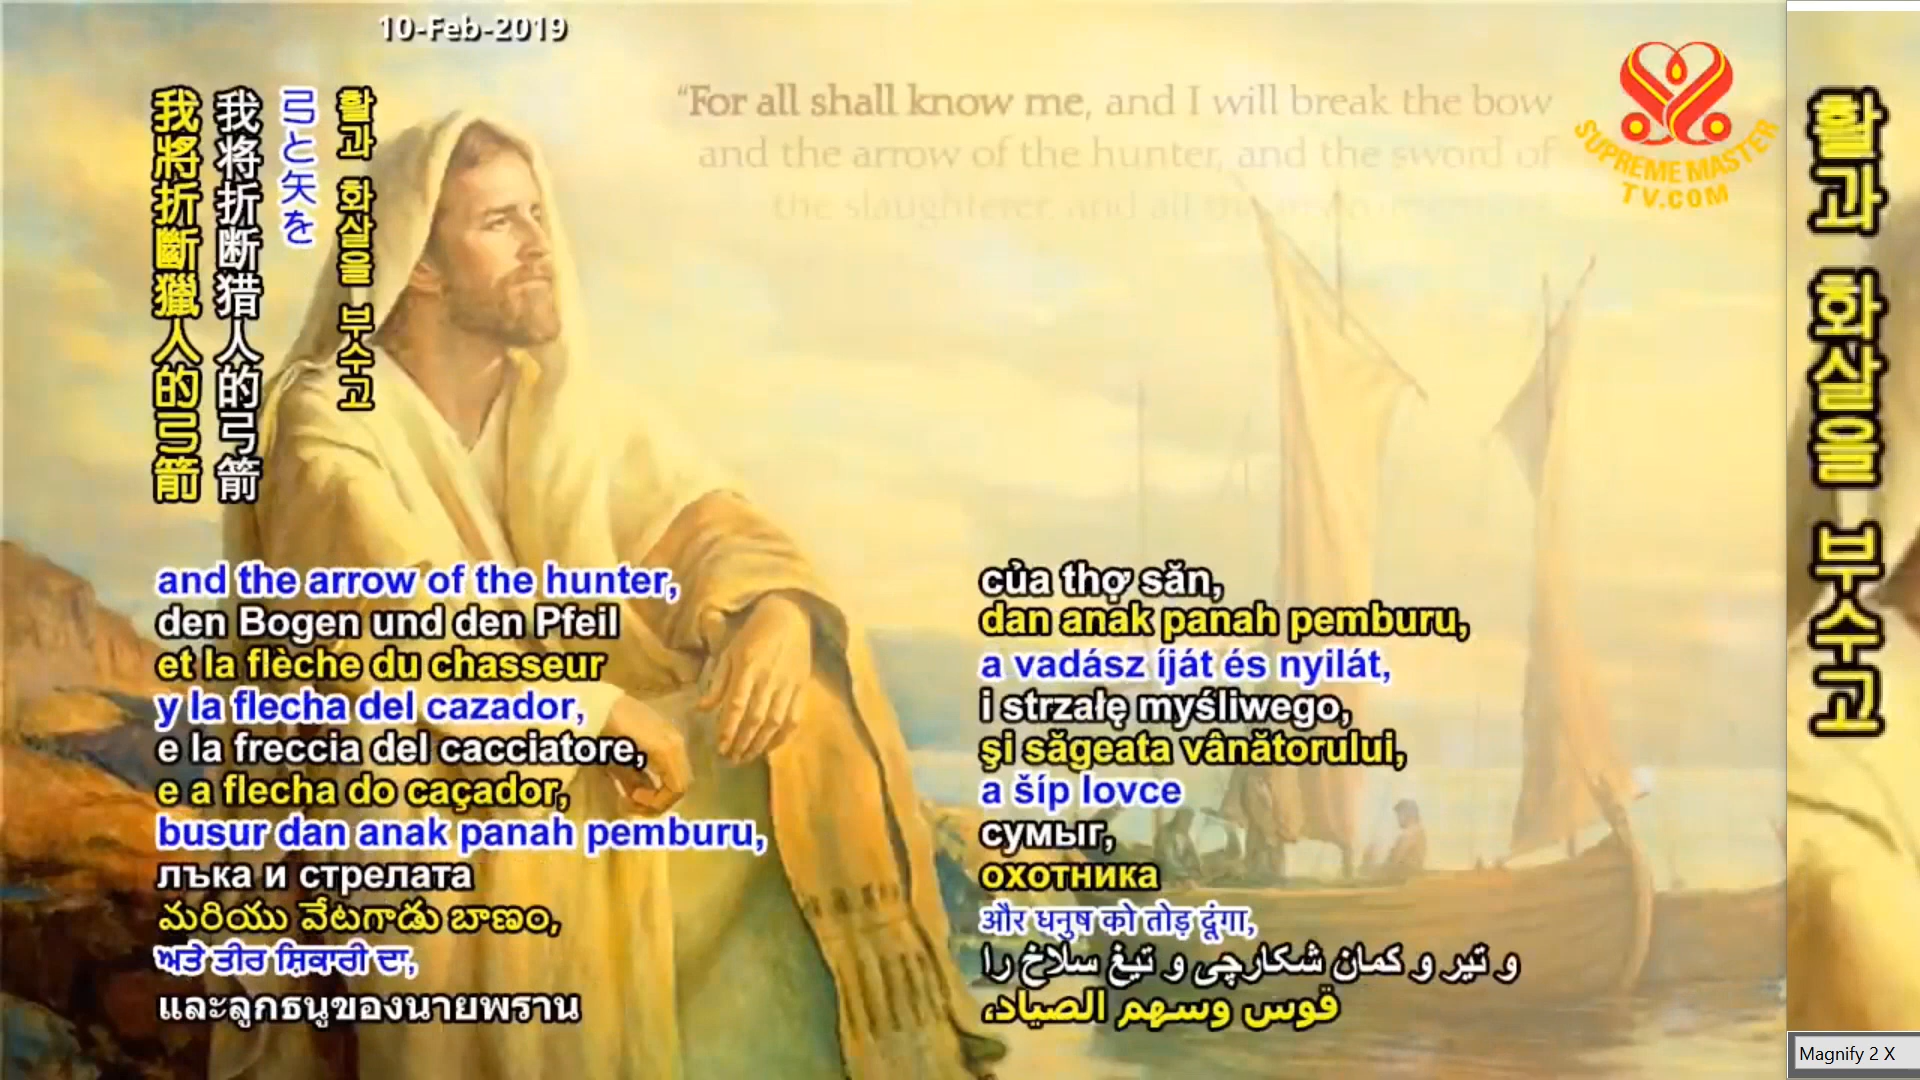 10-Feb-2019
"For all shall know me, and I will break the bow
and the arrow of the hunter, and the sword of
the slaughterer, and all
SUPREME MASTER
TV.COM
활과 화살을 부수고
弓と矢を
我将折断猎人的弓箭
我將折斷獵人的弓箭
and the arrow of the hunter,
den Bogen und den Pfeil
et la flèche du chasseur
y la flecha del cazador,
e la freccia del cacciatore,
e a flecha do caçador,
busur dan anak panah pemburu,
лъка и стрелата
మరియు వేటగాడు బాణం,
ਅਤੇ ਤੀਰ ਸ਼ਿਕਾਰੀ ਦਾ,
และลูกธนูของนายพราน
của thợ săn,
dan anak panah pemburu,
a vadász íját és nyilát,
i strzałę myśliwego,
şi săgeata vânătorului,
a šíp lovce
сумыг,
охотника
और धनुष को तोड़ दूंगा,
و تیر و کمان شکارچی و تیغ سلاخ را
قوس وسهم الصياد،
활과 화살을 부수고
Magnify 2 X